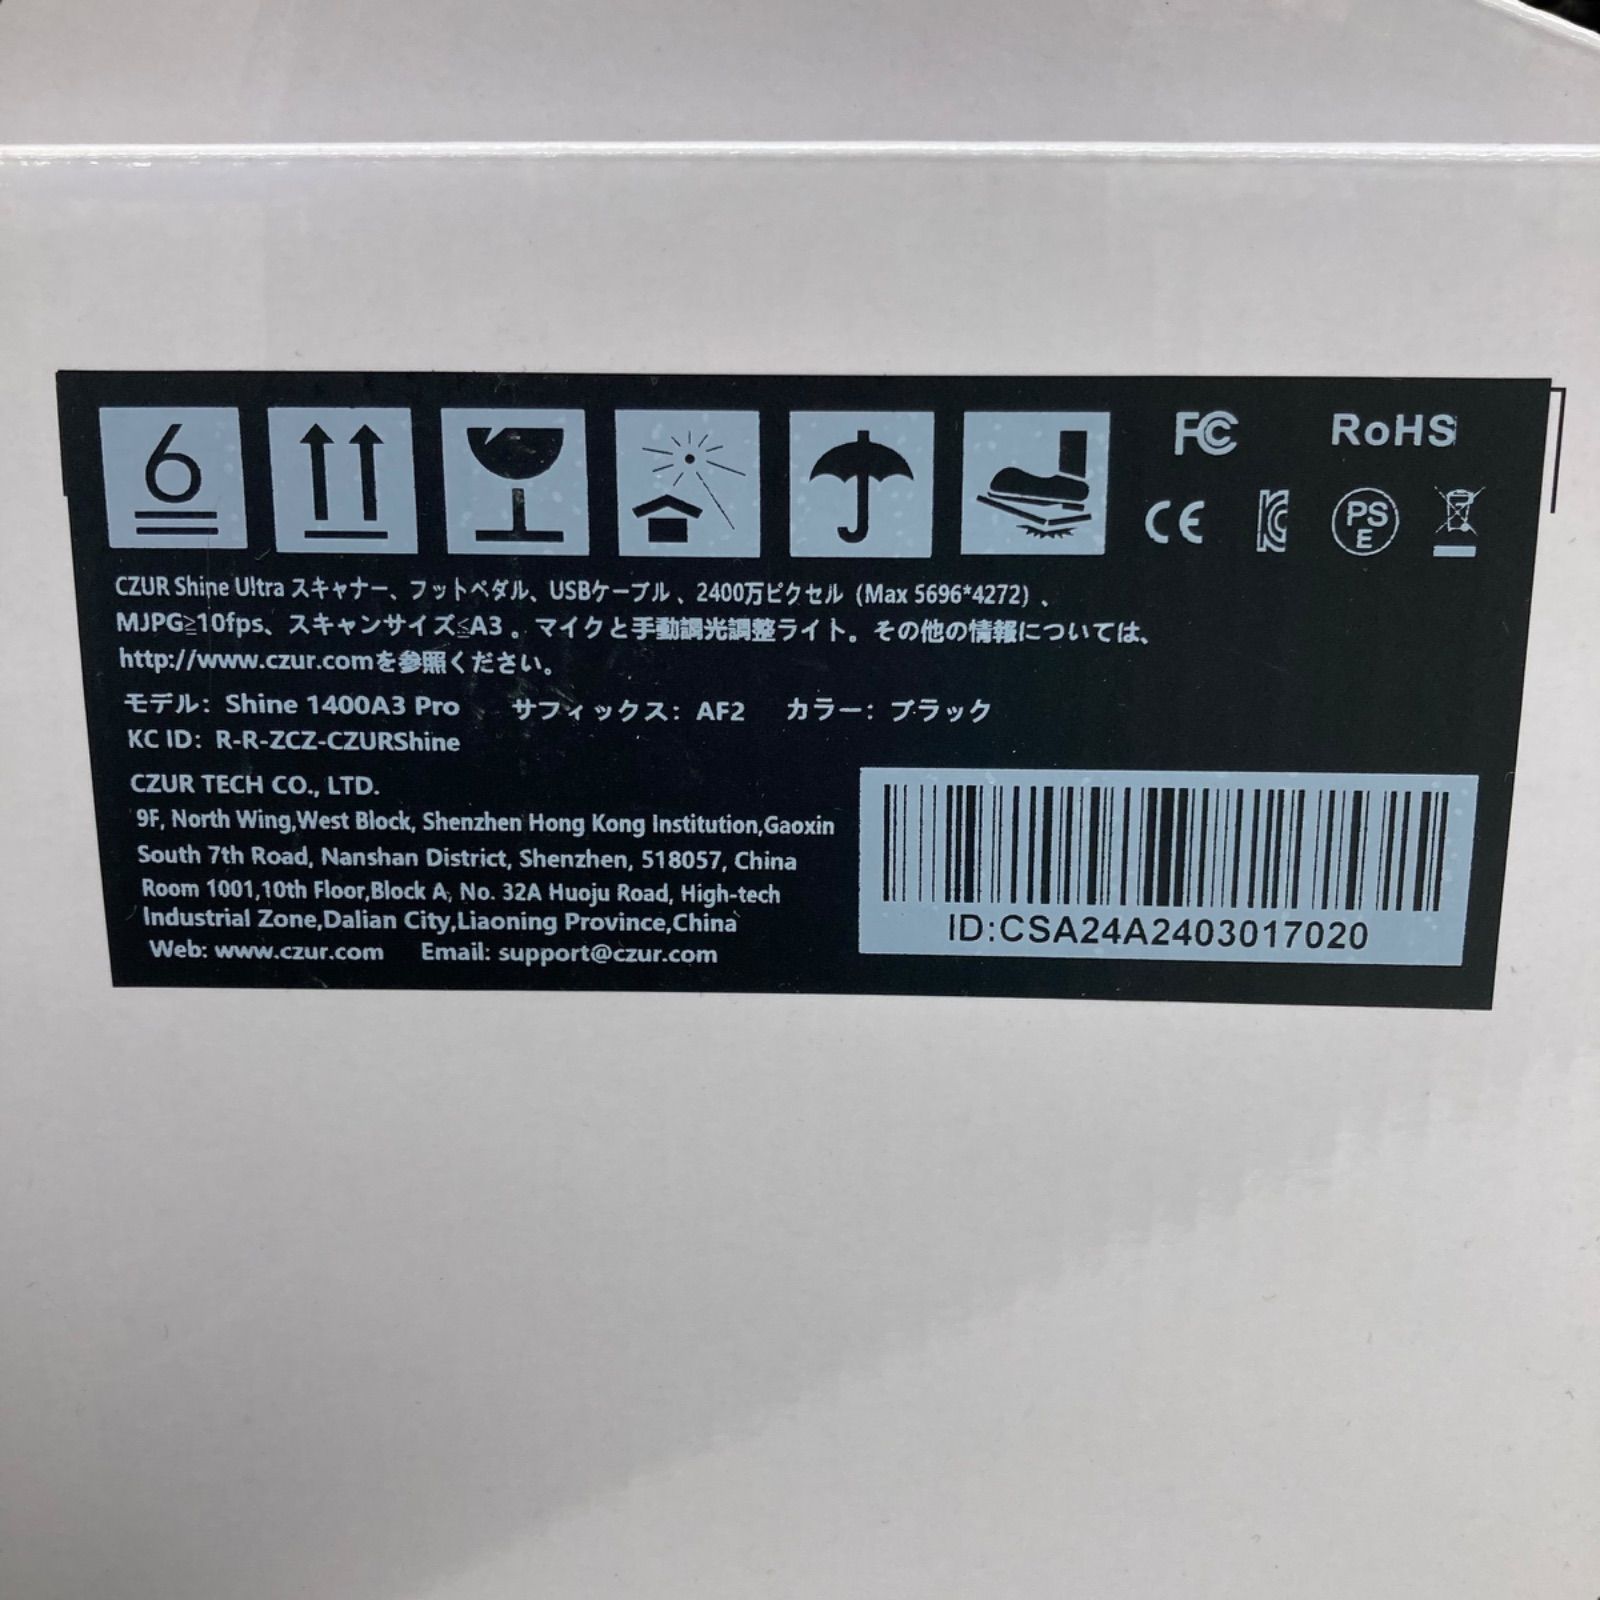 6
FC
RoHS
CE
PS
E
CZUR Shine Ultra スキャナー、フットペダル、USBケーブル 、2400万ピクセル（Max 5696*4272）、
MJPG≧10fps、スキャンサイズ≦A3 。マイクと手動調光調整ライト。その他の情報については、
http://www.czur.comを参照ください。
モデル： Shine 1400A3 Pro サフィックス： AF2 カラー： ブラック
KC ID： R-R-ZCZ-CZURShine
CZUR TECH CO., LTD.
9F, North Wing,West Block, Shenzhen Hong Kong Institution,Gaoxin
South 7th Road, Nanshan District, Shenzhen, 518057, China
Room 1001,10th Floor,Block A, No. 32A Huoju Road, High-tech
Industrial Zone,Dalian City,Liaoning Province,China
Web: www.czur.com Email: support@czur.com
ID:CSA24A2403017020